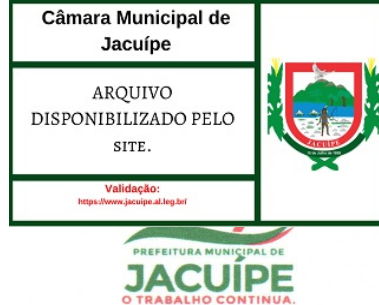 Câmara Municipal de
Jacuípe
ARQUIVO
DISPONIBILIZADO PELO
SITE.
Validação:
https://www.jacuipe.al.leg.br/
JACUÍPE
PREFEITURA MUNICIPAL DE
JACUÍPE
O TRABALHO CONTINUA.